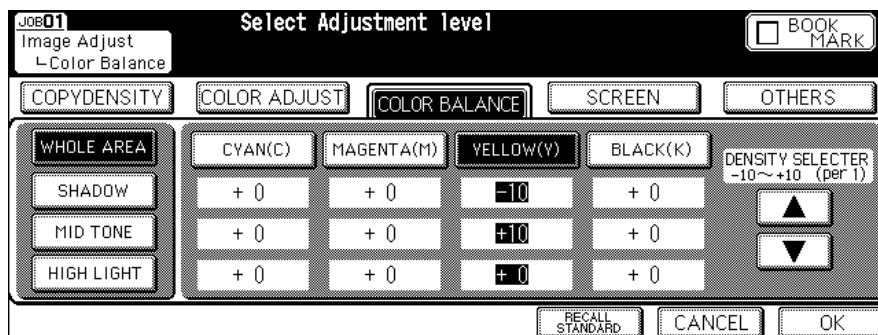 JOB01 Select Adjustment level
Image Adjust
Color Balance
BOOK
MARK
COPYDENSITY COLOR ADJUST COLOR BALANCE SCREEN OTHERS
WHOLE AREA CYAN(C) MAGENTA(M) YELLOW(Y) BLACK(K)
DENSITY SELECTER
-10~+10 (per 1)
SHADOW + 0 + 0 -10 + 0
MID TONE + 0 + 0 +10 + 0
HIGH LIGHT + 0 + 0 + 0 + 0
RECALL
STANDARD
CANCEL OK